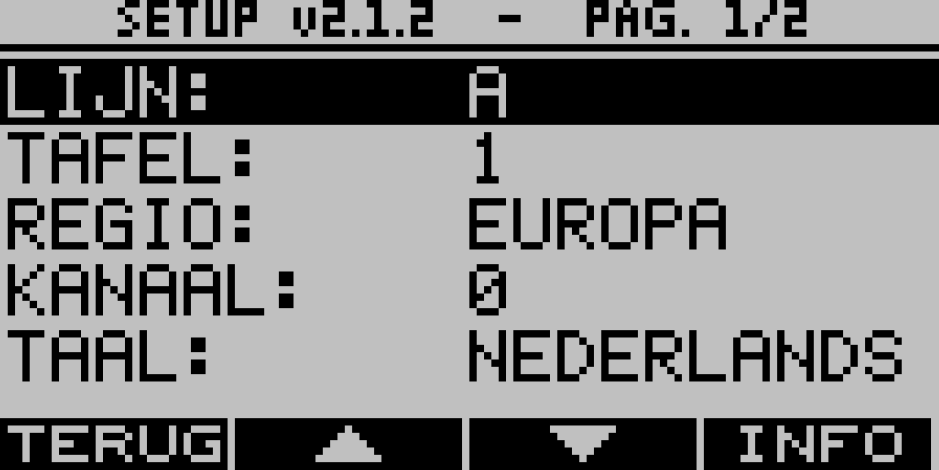 SETUP v2.1.2 - PAG. 1/2
LIJN: A
TAFEL: 1
REGIO: EUROPA
KANAAL: 0
TAAL: NEDERLANDS
TERUG ▲ ▼ INFO